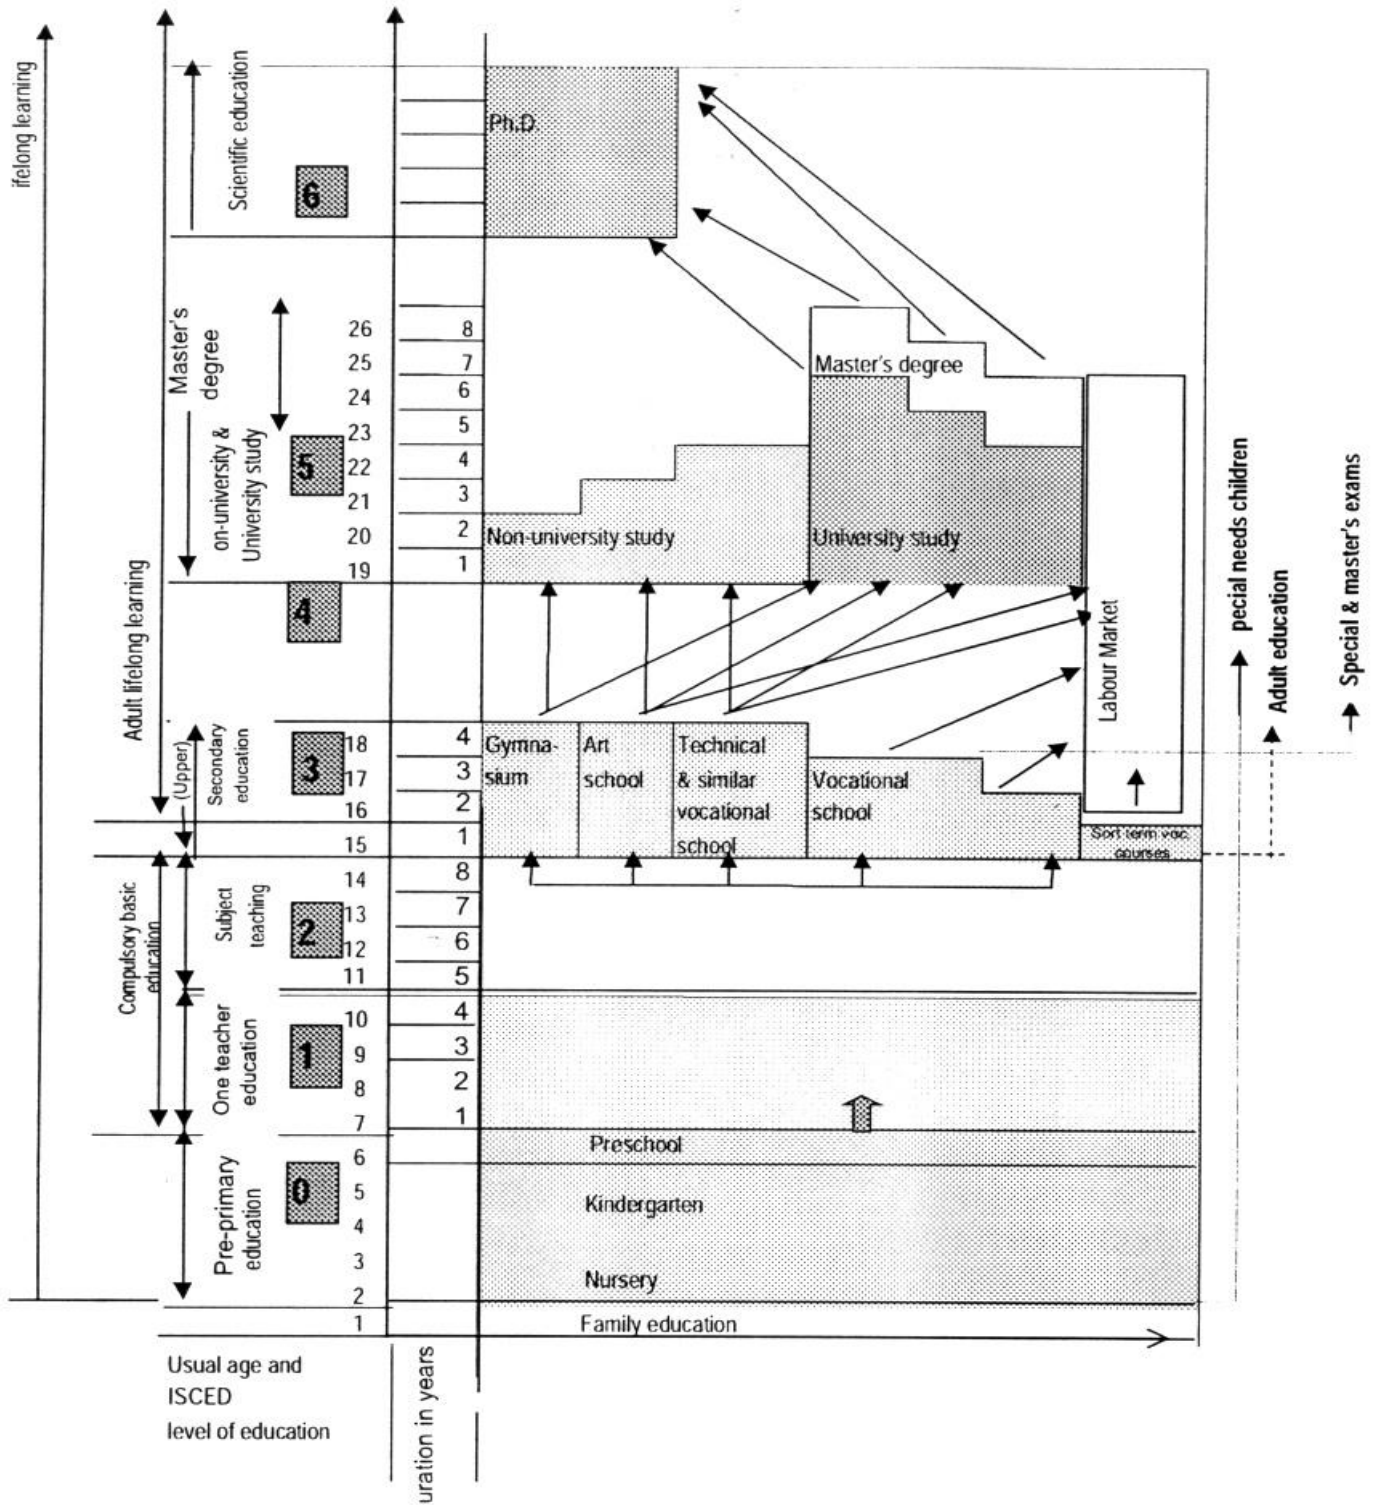 ifelong learning
Adult lifelong learning
Scientific education
6
Ph.D.
Master's
degree
on-university &
University study
5
26
25
24
23
22
21
20
19
8
7
6
5
4
3
2
1
Master's degree
Non-university study
University study
4
Labour Market
(Upper)
Secondary
education
3
18
17
16
15
4
3
2
1
Gymna-
sium
Art
school
Technical
& similar
vocational
school
Vocational
school
Sort term voc.
courses
Compulsory basic
education
Subject
teaching
2
14
13
12
11
8
7
6
5
One teacher
education
1
10
9
8
7
4
3
2
1
Pre-primary
education
0
6
5
4
3
2
1
Preschool
Kindergarten
Nursery
Family education
Usual age and
ISCED
level of education
uration in years
pecial needs children
Adult education
Special & master's exams